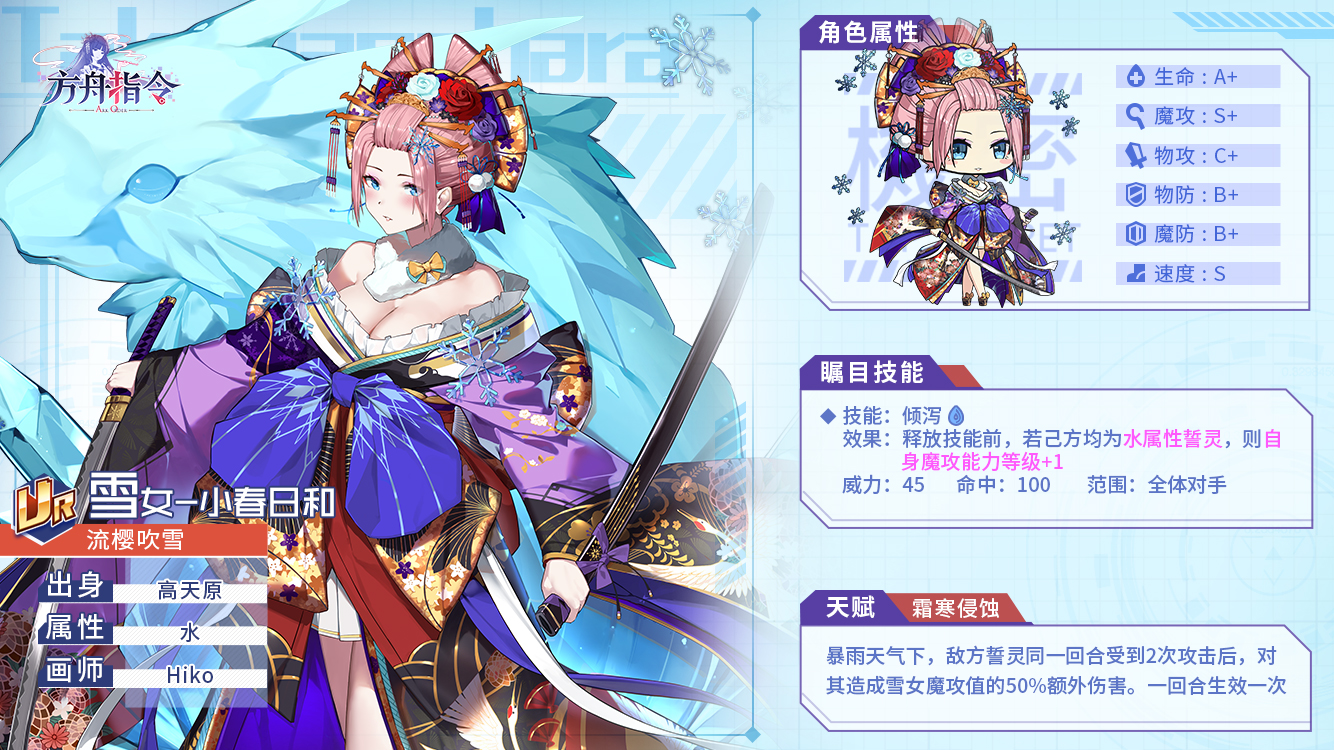 方舟指令
Ark Order
UR
雪女—小春日和
流樱吹雪
出身 高天原
属性 水
画师 Hiko
角色属性
生命：A+
魔攻：S+
物攻：C+
物防：B+
魔防：B+
速度：S
瞩目技能
◆ 技能：倾泻
效果：释放技能前，若己方均为水属性誓灵，则自
身魔攻能力等级+1
威力：45 命中：100 范围：全体对手
天赋 霜寒侵蚀
暴雨天气下，敌方誓灵同一回合受到2次攻击后，对
其造成雪女魔攻值的50%额外伤害。一回合生效一次